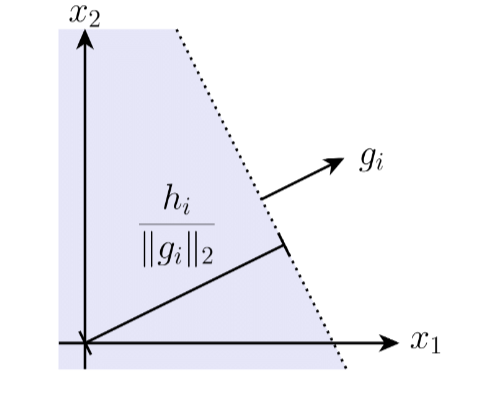 x₂
gᵢ
hᵢ
‖gᵢ‖₂
x₁